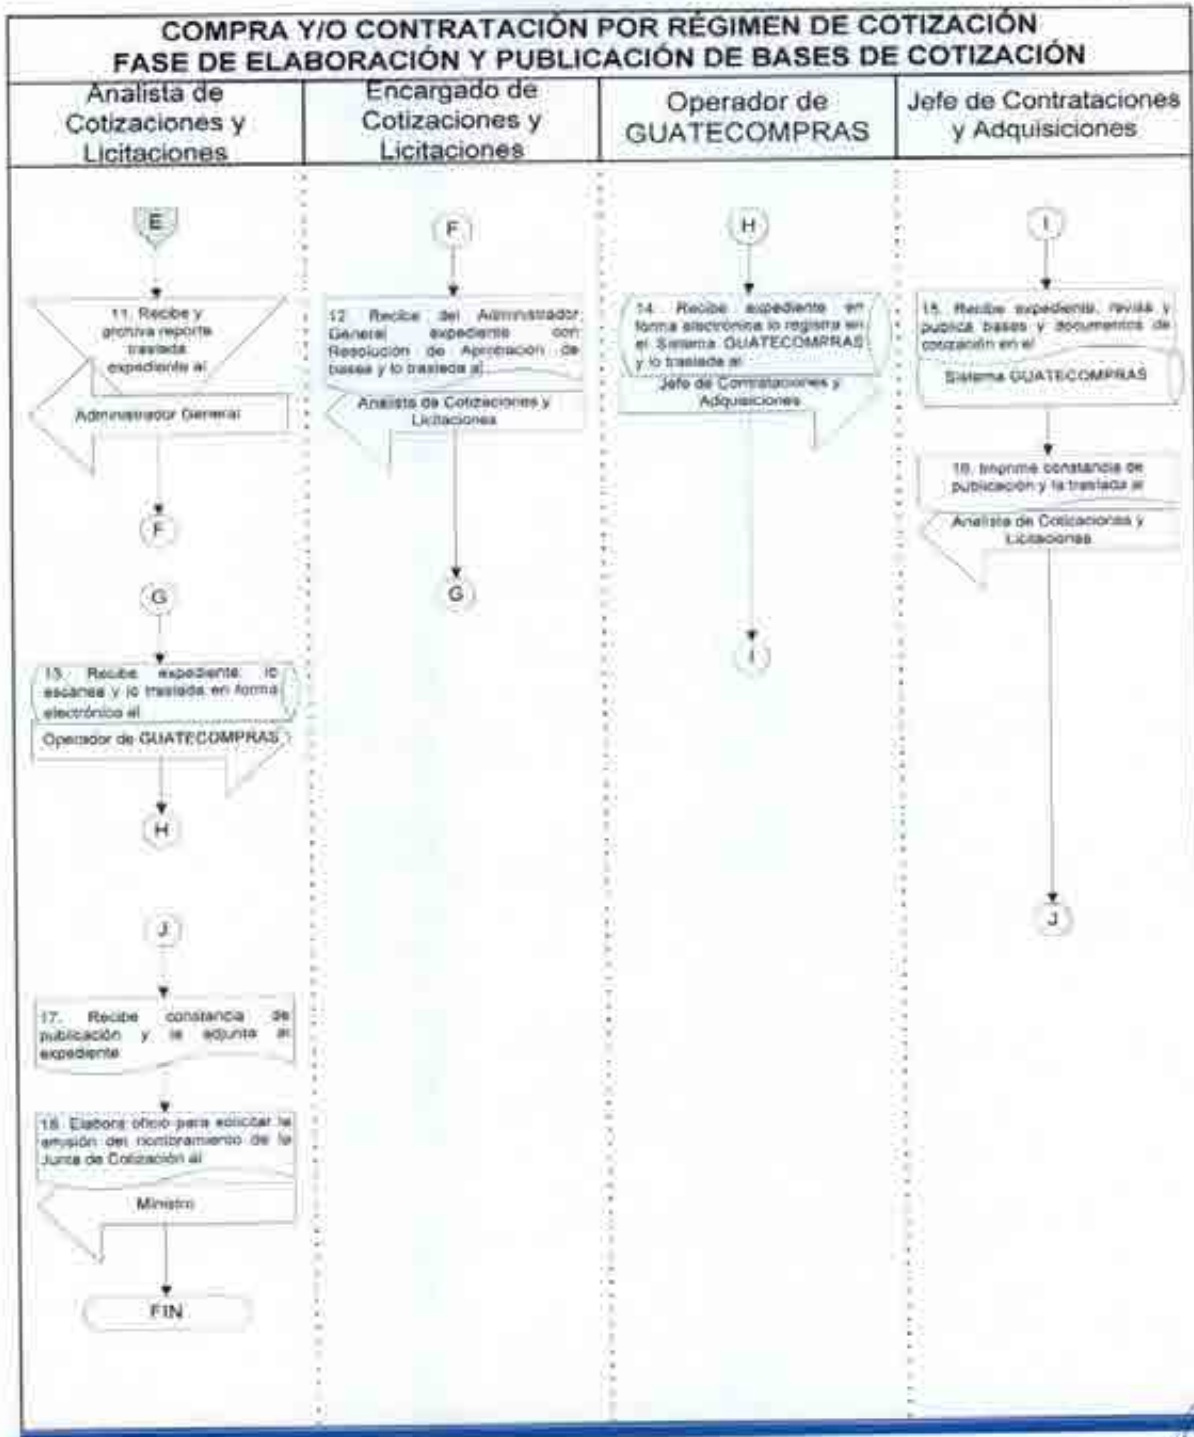 COMPRA Y/O CONTRATACIÓN POR RÉGIMEN DE COTIZACIÓN
FASE DE ELABORACIÓN Y PUBLICACIÓN DE BASES DE COTIZACIÓN
Analista de
Cotizaciones y
Licitaciones
Encargado de
Cotizaciones y
Licitaciones
Operador de
GUATECOMPRAS
Jefe de Contrataciones
y Adquisiciones
E
11. Recibe y
archiva reporte
traslada
expediente al
Administrador General
F
G
13. Recibe expediente lo
escanea y lo traslada en forma
electrónica al
Operador de GUATECOMPRAS
H
J
17. Recibe constancia de
publicación y la adjunta al
expediente
18. Elabora oficio para solicitar la
emisión del nombramiento de la
Junta de Cotización al
Ministro
FIN
F
12. Recibe del Administrador
General expediente con
Resolución de Aprobación de
bases y lo traslada al
Analista de Cotizaciones y
Licitaciones
G
H
14. Recibe expediente en
forma electrónica lo registra en
el Sistema GUATECOMPRAS
y lo traslada al
Jefe de Contrataciones y
Adquisiciones
I
I
15. Recibe expediente, revisa y
publica bases y documentos de
cotización en el
Sistema GUATECOMPRAS
16. Imprime constancia de
publicación y la traslada al
Analista de Cotizaciones y
Licitaciones
J